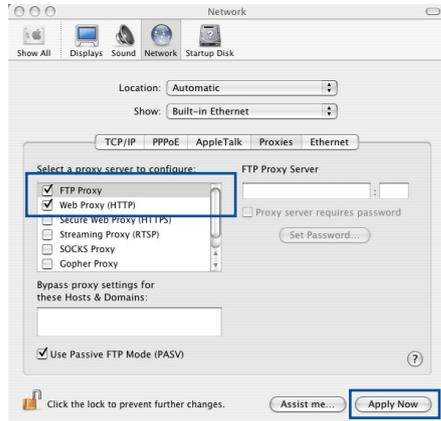 Network
Show All Displays Sound Network Startup Disk
Location: Automatic
Show: Built-in Ethernet
TCP/IP PPPoE AppleTalk Proxies Ethernet
Select a proxy server to configure: FTP Proxy Server
FTP Proxy
:
Web Proxy (HTTP)
Proxy server requires password
Secure Web Proxy (HTTPS)
Streaming Proxy (RTSP)
Set Password...
SOCKS Proxy
Gopher Proxy
Bypass proxy settings for
these Hosts & Domains:
Use Passive FTP Mode (PASV)
?
Click the lock to prevent further changes.
Assist me... Apply Now